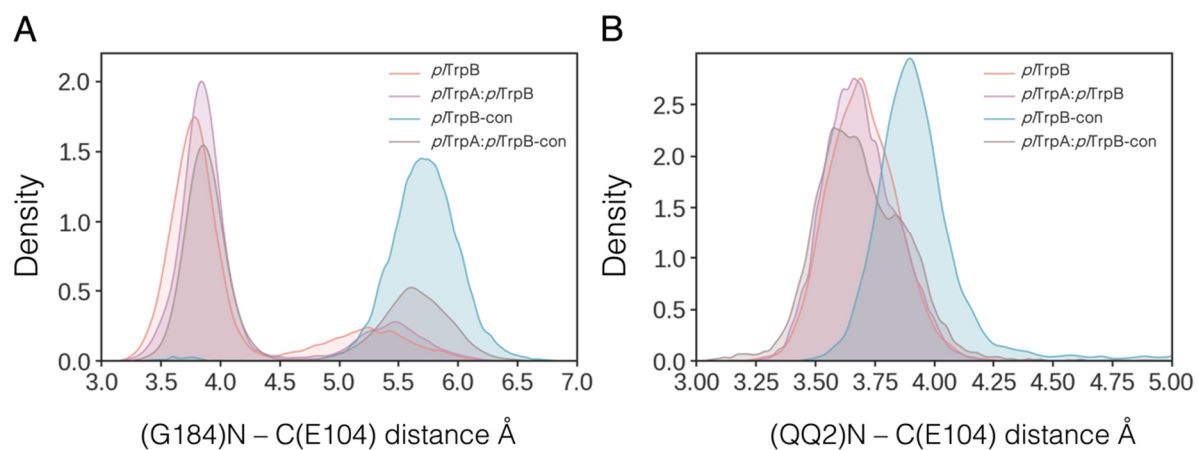 A
Density
2.0
1.5
1.0
0.5
0.0
3.0 3.5 4.0 4.5 5.0 5.5 6.0 6.5 7.0
plTrpB
plTrpA:plTrpB
plTrpB-con
plTrpA:plTrpB-con
(G184)N – C(E104) distance Å
B
Density
2.5
2.0
1.5
1.0
0.5
0.0
3.00 3.25 3.50 3.75 4.00 4.25 4.50 4.75 5.00
plTrpB
plTrpA:plTrpB
plTrpB-con
plTrpA:plTrpB-con
(QQ2)N – C(E104) distance Å